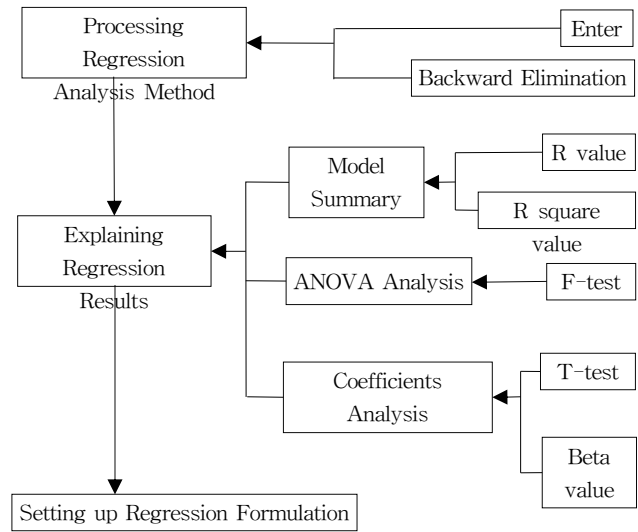 Processing
Regression
Analysis Method
Enter
Backward Elimination
Model
Summary
R value
R square
value
Explaining
Regression
Results
ANOVA Analysis
F-test
Coefficients
Analysis
T-test
Beta
value
Setting up Regression Formulation